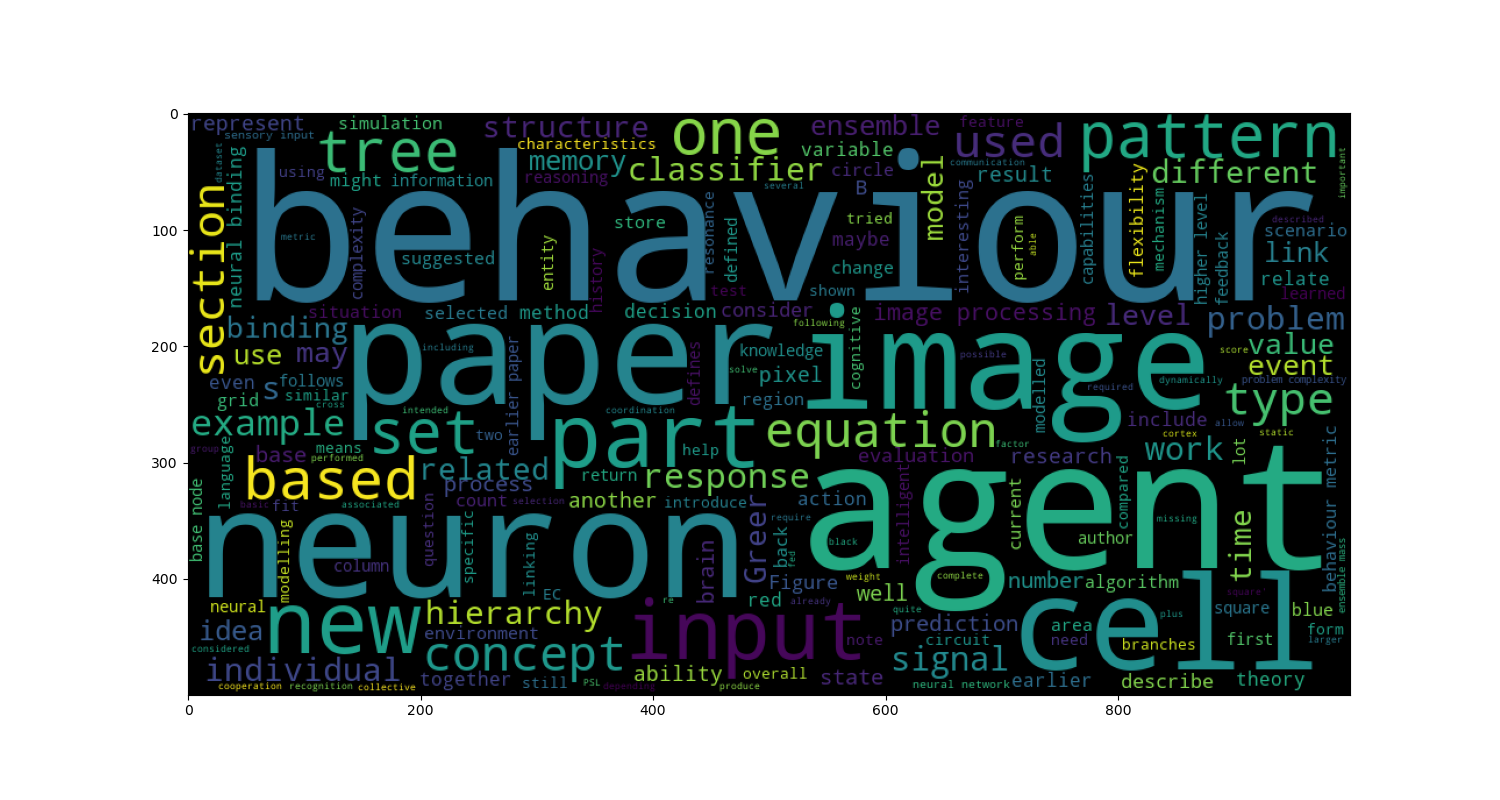 0
represent
sensory input
simulation
structure
characteristics
one
ensemble
feature
variable
used
pattern
tree
memory
classifier
circle
communication
result
different
important
dataset
using
might information
reasoning
several
B
model
behaviour
section
neural binding
complexity
metric
suggested
entity
store
resonance
defined
tried
maybe
change
interesting
perform
able
capabilities
flexibility
mechanism
higher level
feedback
described
scenario
link
relate
learned
100
history
test
shown
situation
selected
method
decision
consider
following
image processing
level
problem
200
binding
use
may
paper
including
earlier paper
defines
knowledge
solve
pixel
cognitive
image
possible
score
value
event
even
s
follows
similar
grid
cross
region
modelled
required
dynamically
problem complexity
type
example
set
intended
two
coordination
part
help
equation
factor
include
allow
cortex
static
work
lot
group
language
base
means
performed
based
related
return
response
evaluation
research
300
process
basic
fit
associated
count
selection
another
introduce
action
intelligent
agent
current
compared
missing
time
behaviour metric
base node
neuron
question
specific
linking
Greer
require
back
fed
black
author
modelling
column
brain
Figure
weight
well
complete
number
algorithm
ensemble mass
400
neural
new
hierarchy
EC
re
red
already
quite
cell
square'
square
plus
blue
idea
considered
environment
input
note
prediction
circuit
area
need
branches
first
form
larger
individual
concept
together
ability
overall
signal
state
earlier
describe
theory
cooperation
recognition
collective
still
PSL
depending
produce
neural network
0 200 400 600 800